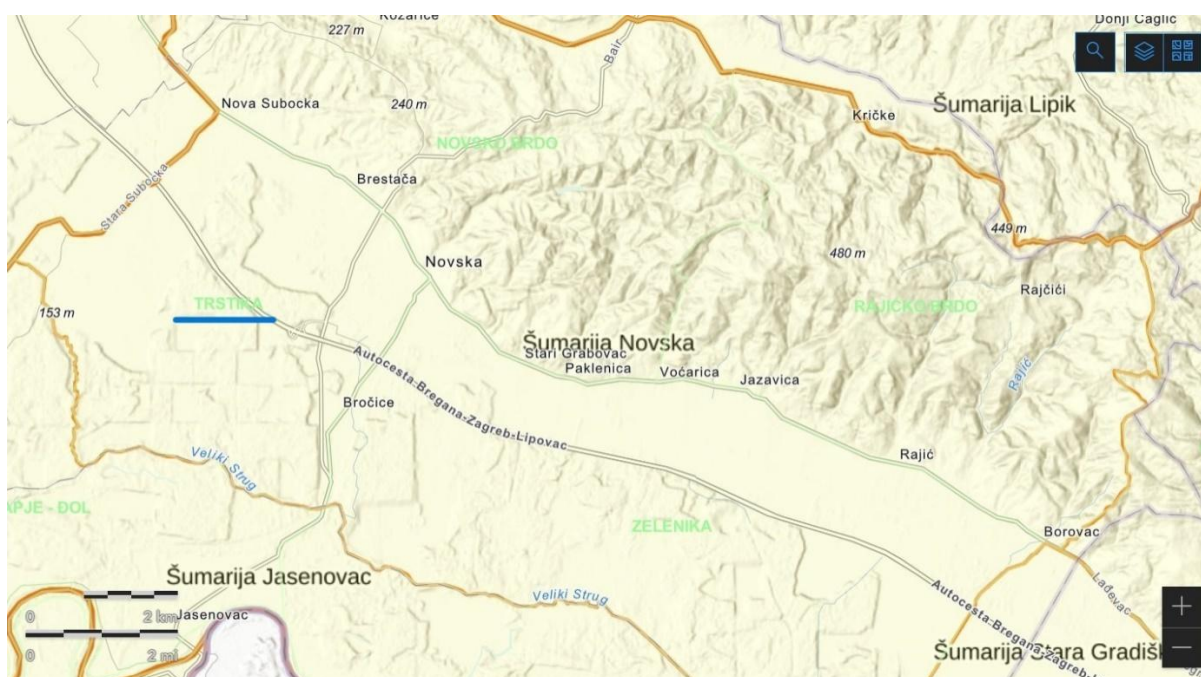 Kozarice
Donji Čaglić
227 m
Bair
Nova Subocka
240 m
Šumarija Lipik
Kričke
NOVSKO BRDO
Stara Subocka
Brestača
449 m
480 m
Novska
Rajčići
TRSTIKA
RAJIĆKO BRDO
153 m
Šumarija Novska
Stari Grabovac
Paklenica
Voćarica
Jazavica
Rajić
Autocesta-Bregana-Zagreb-Lipovac
Bročice
Veliki Strug
Rajić
APJE - DOL
ZELENIKA
Borovac
Šumarija Jasenovac
Veliki Strug
Lađevac
Autocesta-Bregana-Zagreb-L
Jasenovac
0 2 km
0 2 mi
Šumarija Stara Gradišk